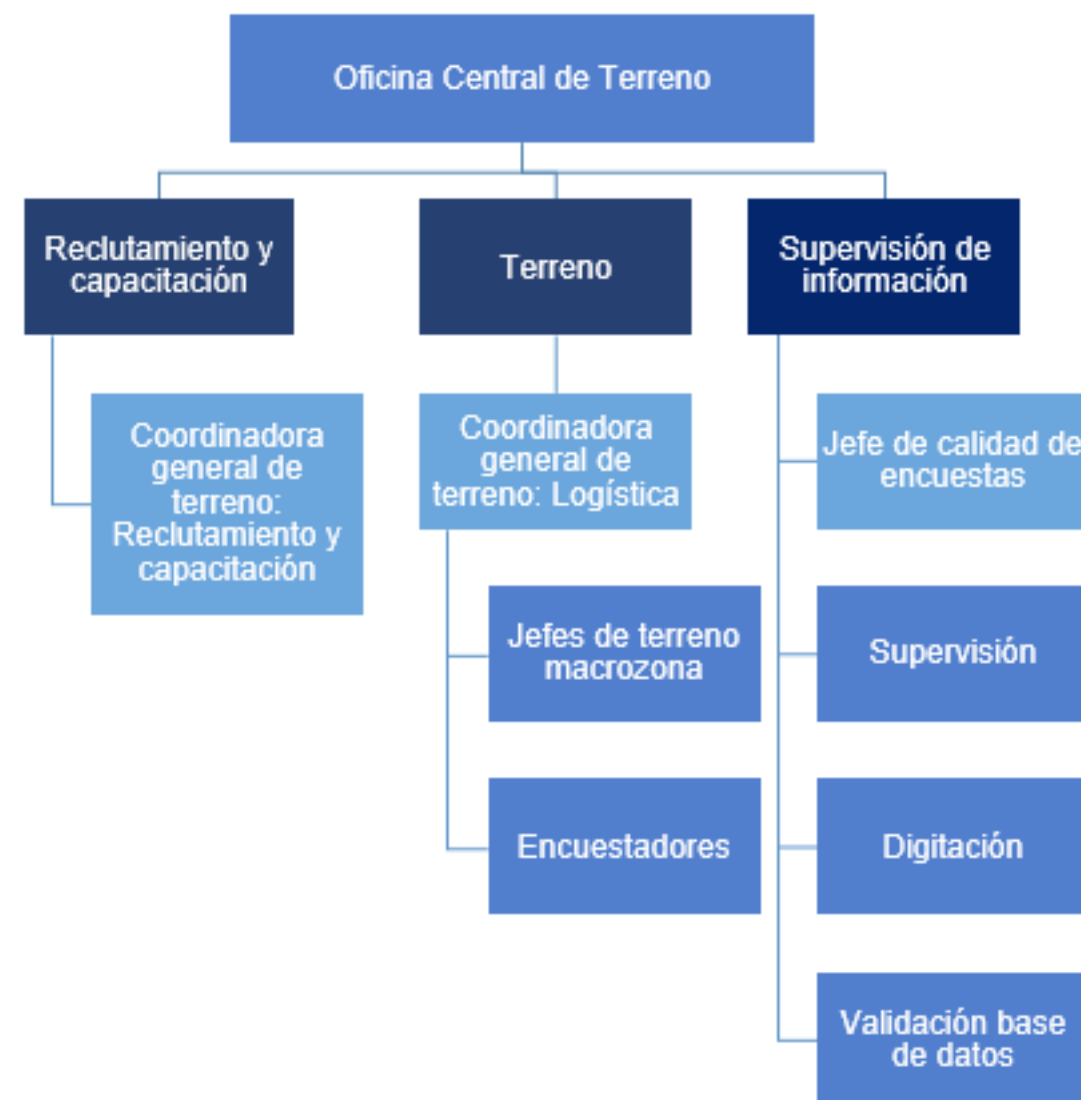 Oficina Central de Terreno
Reclutamiento y
capacitación
Terreno
Supervisión de
información
Coordinadora
general de
terreno:
Reclutamiento y
capacitación
Coordinadora
general de
terreno: Logística
Jefe de calidad de
encuestas
Jefes de terreno
macrozona
Supervisión
Encuestadores
Digitación
Validación base
de datos